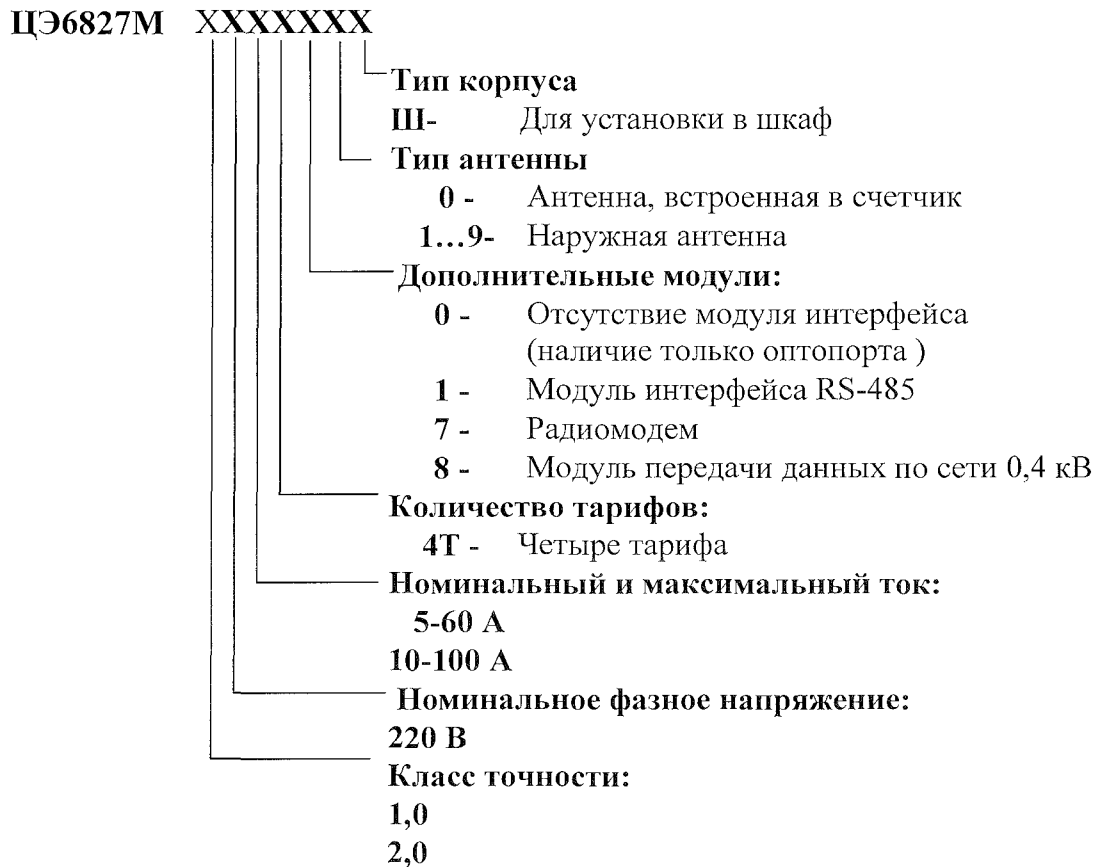 ЦЭ6827М XXXXXXX
Тип корпуса
Ш- Для установки в шкаф
Тип антенны
0 - Антенна, встроенная в счетчик
1...9- Наружная антенна
Дополнительные модули:
0 - Отсутствие модуля интерфейса
(наличие только оптопорта )
1 - Модуль интерфейса RS-485
7 - Радиомодем
8 - Модуль передачи данных по сети 0,4 кВ
Количество тарифов:
4Т - Четыре тарифа
Номинальный и максимальный ток:
5-60 А
10-100 А
Номинальное фазное напряжение:
220 В
Класс точности:
1,0
2,0